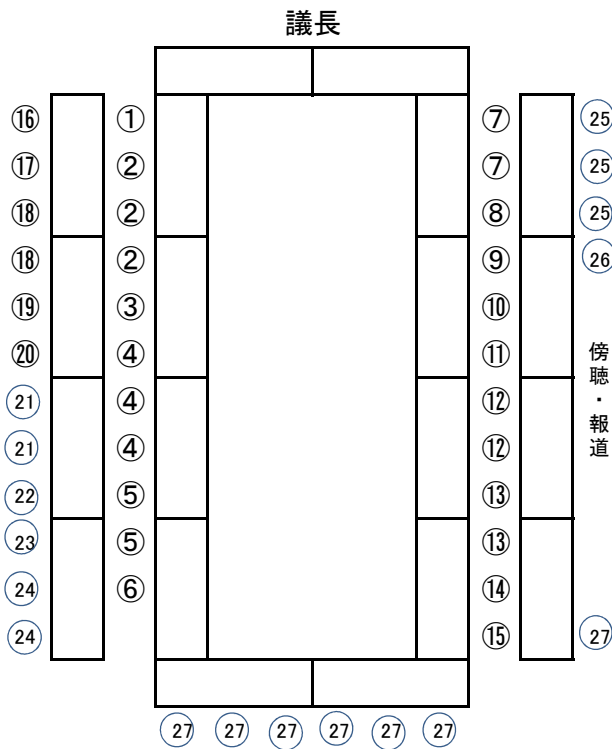 議長
⑯ ① ⑦ 25
⑰ ② ⑦ 25
⑱ ② ⑧ 25
⑱ ② ⑨ 26
⑲ ③ ⑩
⑳ ④ ⑪
傍聴・報道
21 ④ ⑫
21 ④ ⑫
22 ⑤ ⑬
23 ⑤ ⑬
24 ⑥ ⑭
24 ⑮ 27
27 27 27 27 27 27